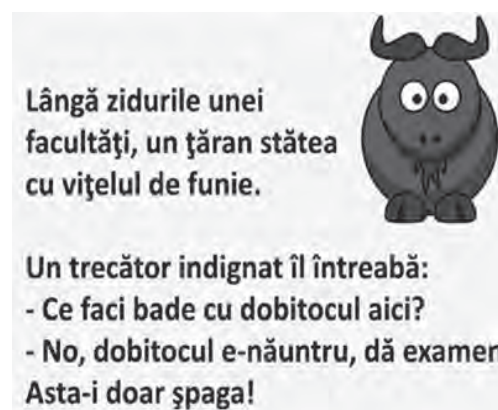 Lângă zidurile unei
facultăţi, un ţăran stătea
cu viţelul de funie.
Un trecător indignat îl întreabă:
- Ce faci bade cu dobitocul aici?
- No, dobitocul e-năuntru, dă examen
Asta-i doar şpaga!